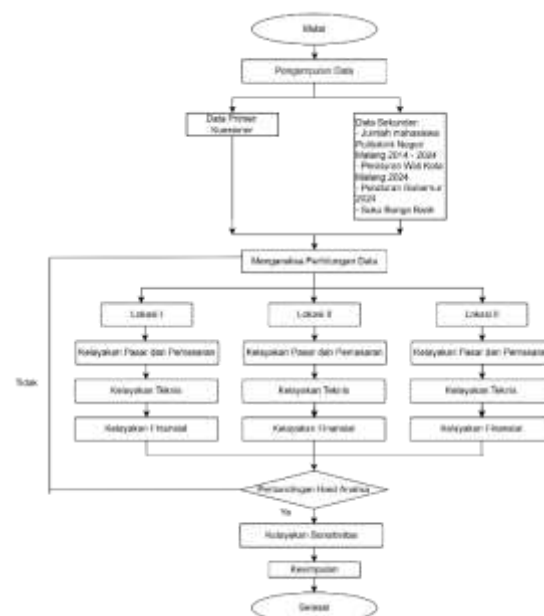 Mulai
Pengumpulan Data
Data Primer
Kuesioner
Data Sekunder
- Jumlah mahasiswa
Politeknik Negeri
Malang 2014 - 2024
- Peraturan Wali Kota
Malang 2024
- Peraturan Gubernur
2024
- Suku Bunga Bank
Menganalisa Perhitungan Data
Lokasi I
Lokasi II
Lokasi II
Kelayakan Pasar dan Pemasaran
Kelayakan Pasar dan Pemasaran
Kelayakan Pasar dan Pemasaran
Tidak
Kelayakan Teknis
Kelayakan Teknis
Kelayakan Teknis
Kelayakan Finansial
Kelayakan Finansial
Kelayakan Finansial
Perbandingan Hasil Analisa
Ya
Kelayakan Sensitivitas
Kesimpulan
Selesai